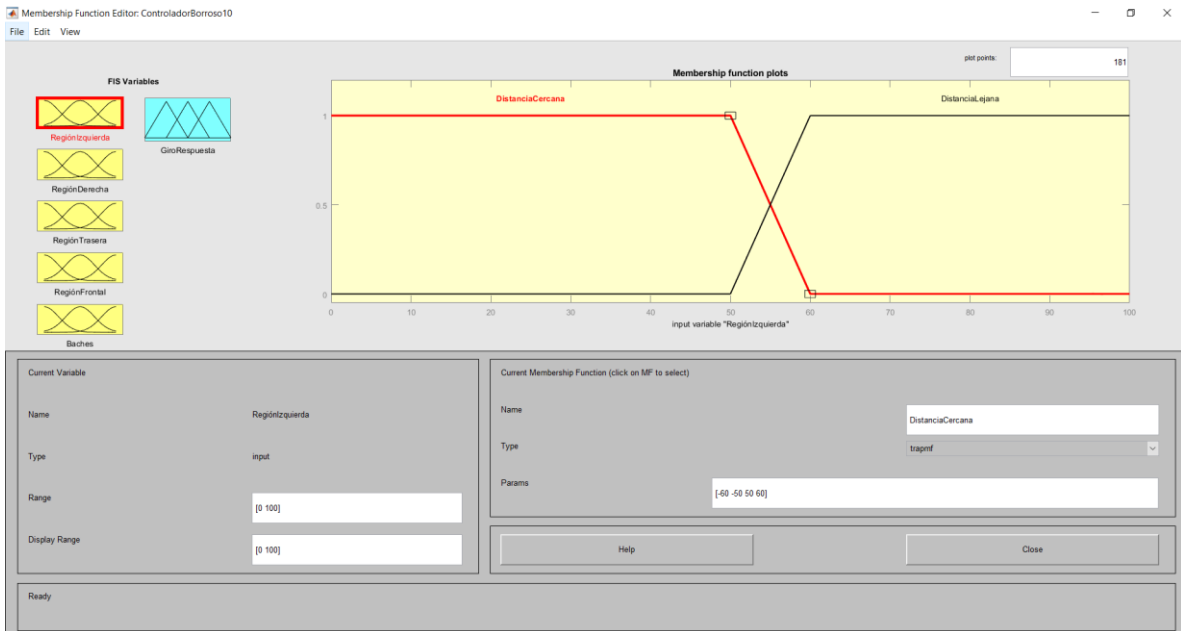 Membership Function Editor: ControladorBorroso10
File Edit View
FIS Variables
RegiónIzquierda
GiroRespuesta
RegiónDerecha
RegiónTrasera
RegiónFrontal
Baches
plot points:
181
Membership function plots
DistanciaCercana
DistanciaLejana
1
0.5
0
0 10 20 30 40 50 60 70 80 90 100
input variable "RegiónIzquierda"
Current Variable
Name RegiónIzquierda
Type input
Range [0 100]
Display Range [0 100]
Current Membership Function (click on MF to select)
Name DistanciaCercana
Type trapmf
Params [-60 -50 50 60]
Help Close
Ready